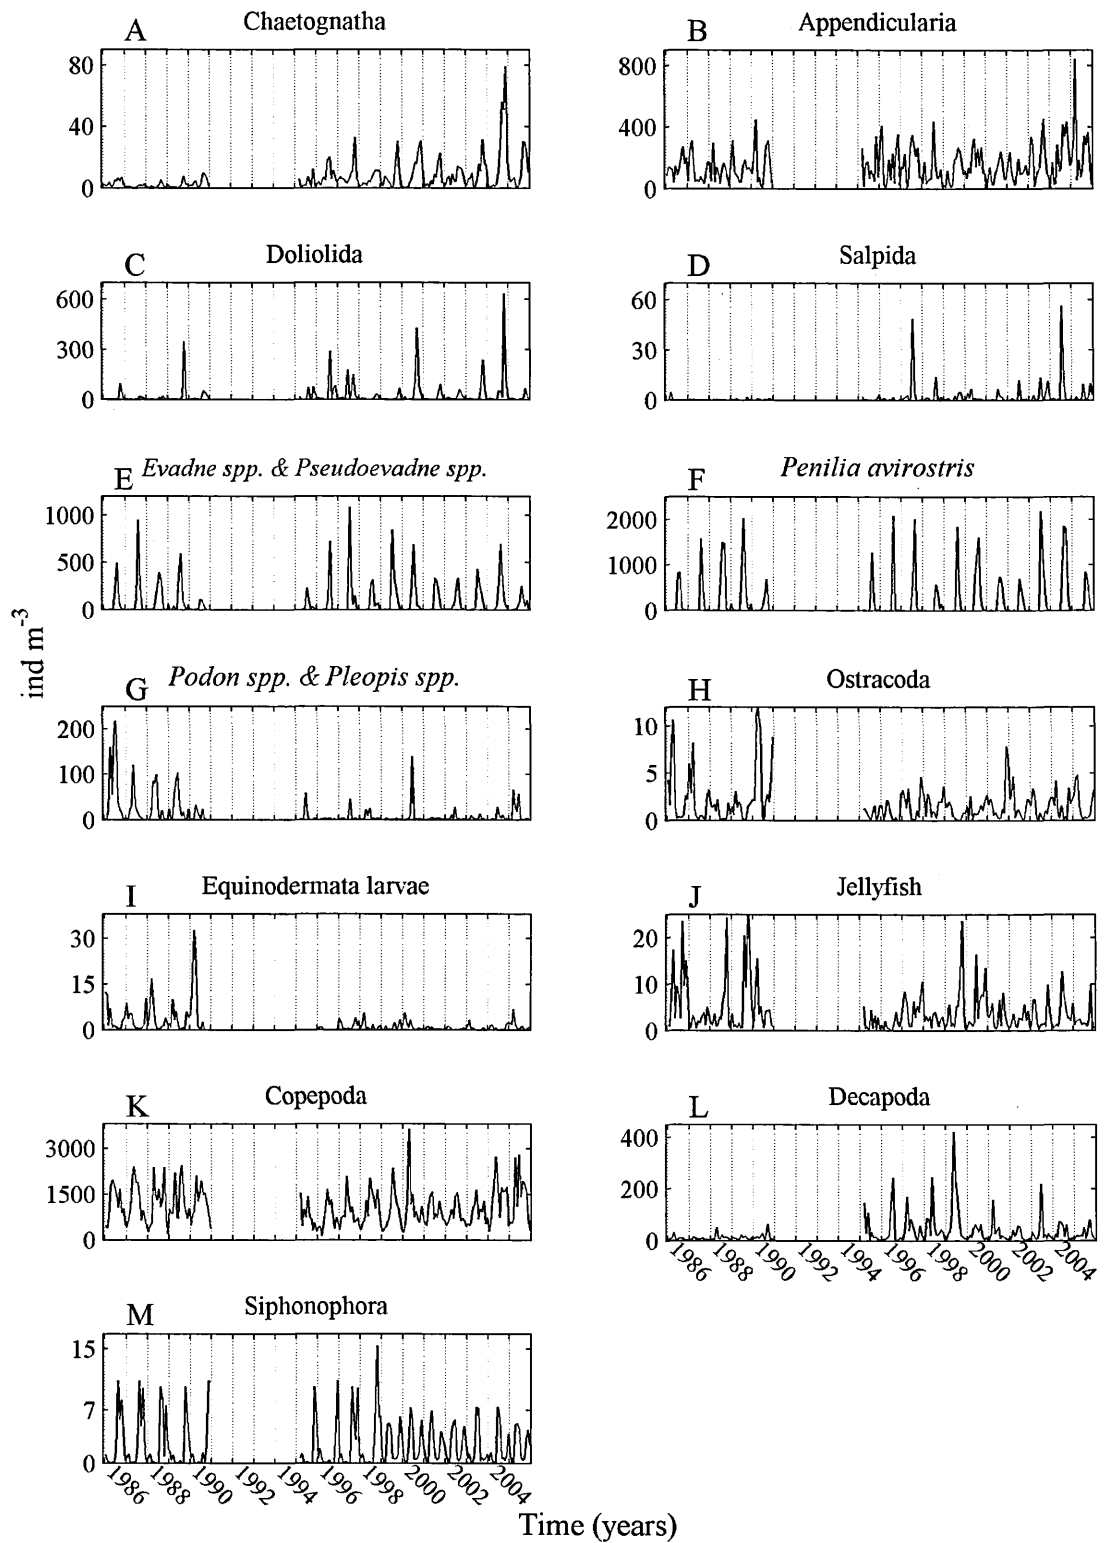 A Chaetognatha
80
40
0
B Appendicularia
800
400
0
C Doliolida
600
300
0
D Salpida
60
30
0
E Evadne spp. & Pseudoevadne spp.
1000
500
0
F Penilia avirostris
2000
1000
0
ind m-3
G Podon spp. & Pleopis spp.
200
100
0
H Ostracoda
10
5
0
I Equinodermata larvae
30
15
0
J Jellyfish
20
10
0
K Copepoda
3000
1500
0
L Decapoda
400
200
0
1986 1988 1990 1992 1994 1996 1998 2000 2002 2004
M Siphonophora
15
7
0
1986 1988 1990 1992 1994 1996 1998 2000 2002 2004
Time (years)